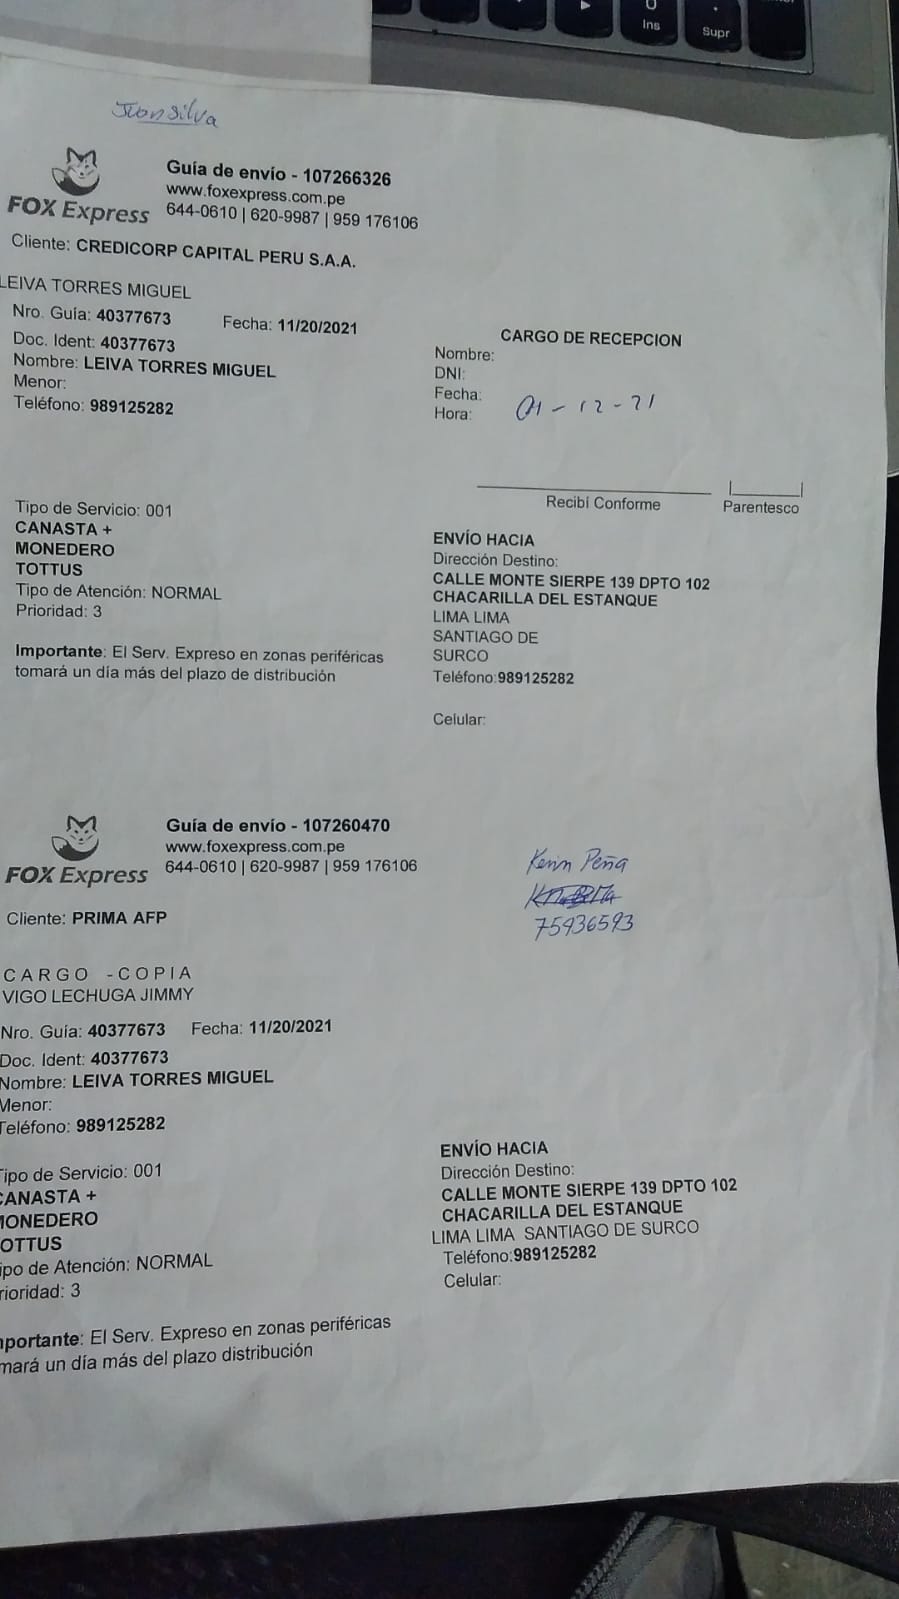 Ins
Supr
Juan Silva
FOX Express
Guía de envío - 107266326
www.foxexpress.com.pe
644-0610 | 620-9987 | 959 176106
Cliente: CREDICORP CAPITAL PERU S.A.A.
LEIVA TORRES MIGUEL
Nro. Guía: 40377673 Fecha: 11/20/2021
Doc. Ident: 40377673
Nombre: LEIVA TORRES MIGUEL
Menor:
Teléfono: 989125282
CARGO DE RECEPCION
Nombre:
DNI:
Fecha:
Hora:
01-12-21
Recibí Conforme
Parentesco
Tipo de Servicio: 001
CANASTA +
MONEDERO
TOTTUS
Tipo de Atención: NORMAL
Prioridad: 3
Importante: El Serv. Expreso en zonas periféricas
tomará un día más del plazo de distribución
ENVÍO HACIA
Dirección Destino:
CALLE MONTE SIERPE 139 DPTO 102
CHACARILLA DEL ESTANQUE
LIMA LIMA
SANTIAGO DE
SURCO
Teléfono:989125282
Celular:
FOX Express
Guía de envío - 107260470
www.foxexpress.com.pe
644-0610 | 620-9987 | 959 176106
Kevin Peña
75936593
Cliente: PRIMA AFP
CARGO -COPIA
VIGO LECHUGA JIMMY
Nro. Guía: 40377673 Fecha: 11/20/2021
Doc. Ident: 40377673
Nombre: LEIVA TORRES MIGUEL
Menor:
Teléfono: 989125282
ipo de Servicio: 001
CANASTA +
MONEDERO
OTTUS
ipo de Atención: NORMAL
rioridad: 3
mportante: El Serv. Expreso en zonas periféricas
mará un día más del plazo distribución
ENVÍO HACIA
Dirección Destino:
CALLE MONTE SIERPE 139 DPTO 102
CHACARILLA DEL ESTANQUE
LIMA LIMA SANTIAGO DE SURCO
Teléfono:989125282
Celular: